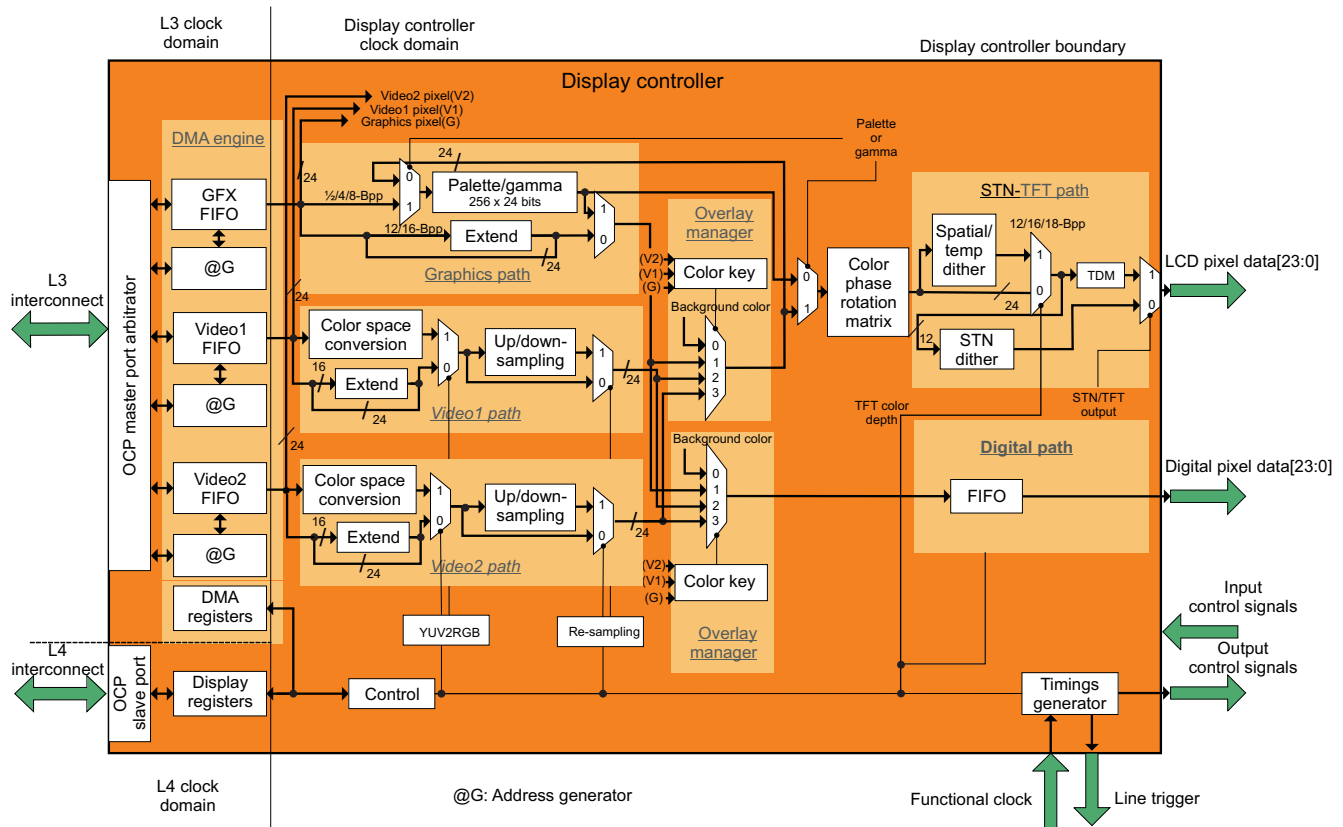 L3 clock
domain
Display controller
clock domain
Display controller boundary
Display controller
Video2 pixel(V2)
Video1 pixel(V1)
Graphics pixel(G)
DMA engine
Palette
or
gamma
24
24
0
1
GFX
FIFO
½/4/8-Bpp
Palette/gamma
256 x 24 bits
1
0
12/16-Bpp
Extend
24
Graphics path
@G
Overlay
manager
(V2)
(V1)
(G)
Color key
0
1
Color
phase
rotation
matrix
STN-TFT path
12/16/18-Bpp
Spatial/
temp
dither
1
0
24
TDM
1
0
12
STN
dither
LCD pixel data[23:0]
L3
interconnect
OCP master port arbitrator
24
Video1
FIFO
Color space
conversion
1
0
Up/down-
sampling
1
0
24
16
Extend
24
Video1 path
@G
Background color
0
1
2
3
TFT color
depth
STN/TFT
output
24
Video2
FIFO
Color space
conversion
1
0
Up/down-
sampling
1
0
24
16
Extend
24
Video2 path
@G
Background color
0
1
2
3
(V2)
(V1)
(G)
Color key
Overlay
manager
Digital path
FIFO
Digital pixel data[23:0]
DMA
registers
YUV2RGB
Re-sampling
Input
control signals
L4
interconnect
OCP
slave port
Display
registers
Control
Timings
generator
Output
control signals
L4 clock
domain
@G: Address generator
Functional clock
Line trigger